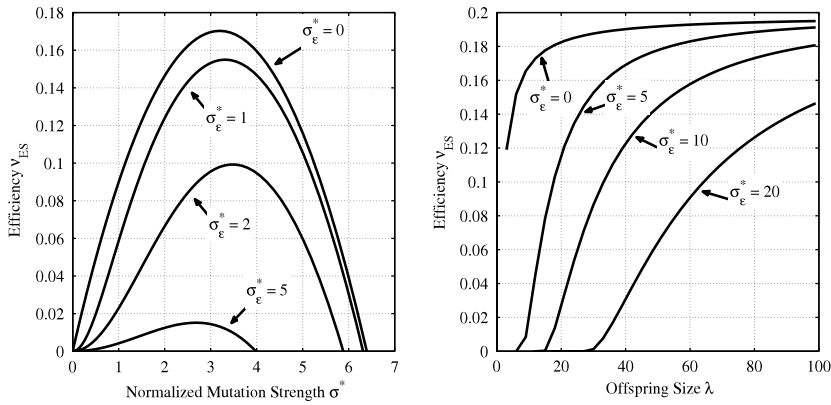 0.18
0.16
0.14
0.12
0.1
0.08
0.06
0.04
0.02
0
Efficiency ν_ES
σ_ε^* = 0
σ_ε^* = 1
σ_ε^* = 2
σ_ε^* = 5
0 1 2 3 4 5 6 7
Normalized Mutation Strength σ^*
0.2
0.18
0.16
0.14
0.12
0.1
0.08
0.06
0.04
0.02
0
Efficiency ν_ES
σ_ε^* = 0
σ_ε^* = 5
σ_ε^* = 10
σ_ε^* = 20
0 20 40 60 80 100
Offspring Size λ